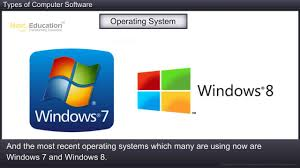 Types of Computer Software
Next Education
Operating System
Windows 7
Windows 8
And the most recent operating systems which many are using now are
Windows 7 and Windows 8.